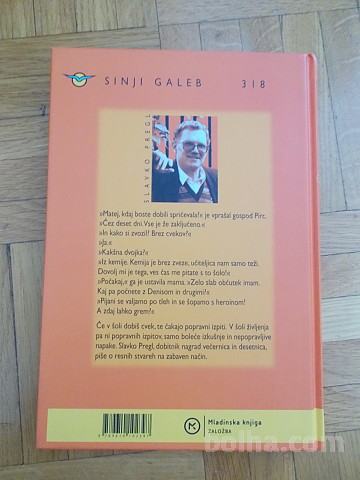 SINJI GALEB 318
SLAVKO PREGL
»Matej, kdaj boste dobili spričevala?« je vprašal gospod Pirc.
»Čez deset dni. Vse je že zaključeno.«
»In kako si zvozil? Brez cvekov?«
»Ja.«
»Kakšna dvojka?«
»Iz kemije. Kemija je brez zveze, učiteljica nam samo teži.
Dovolj mi je tega, ves čas me pitate s to šolo!«
»Počakaj,« ga je ustavila mama. »Zelo slab občutek imam.
Kaj pa počnete z Denisom in drugimi?«
»Pijani se valjamo po tleh in se šopamo s heroinom!
A zdaj lahko grem?«
Če v šoli dobiš cvek, te čakajo popravni izpiti. V šoli življenja
pa ni popravnih izpitov, samo boleče izkušnje in nepopravljive
napake. Slavko Pregl, dobitnik nagrad večernica in desetnica,
piše o resnih stvareh na zabaven način.
Mladinska knjiga
ZALOŽBA
bolha.com